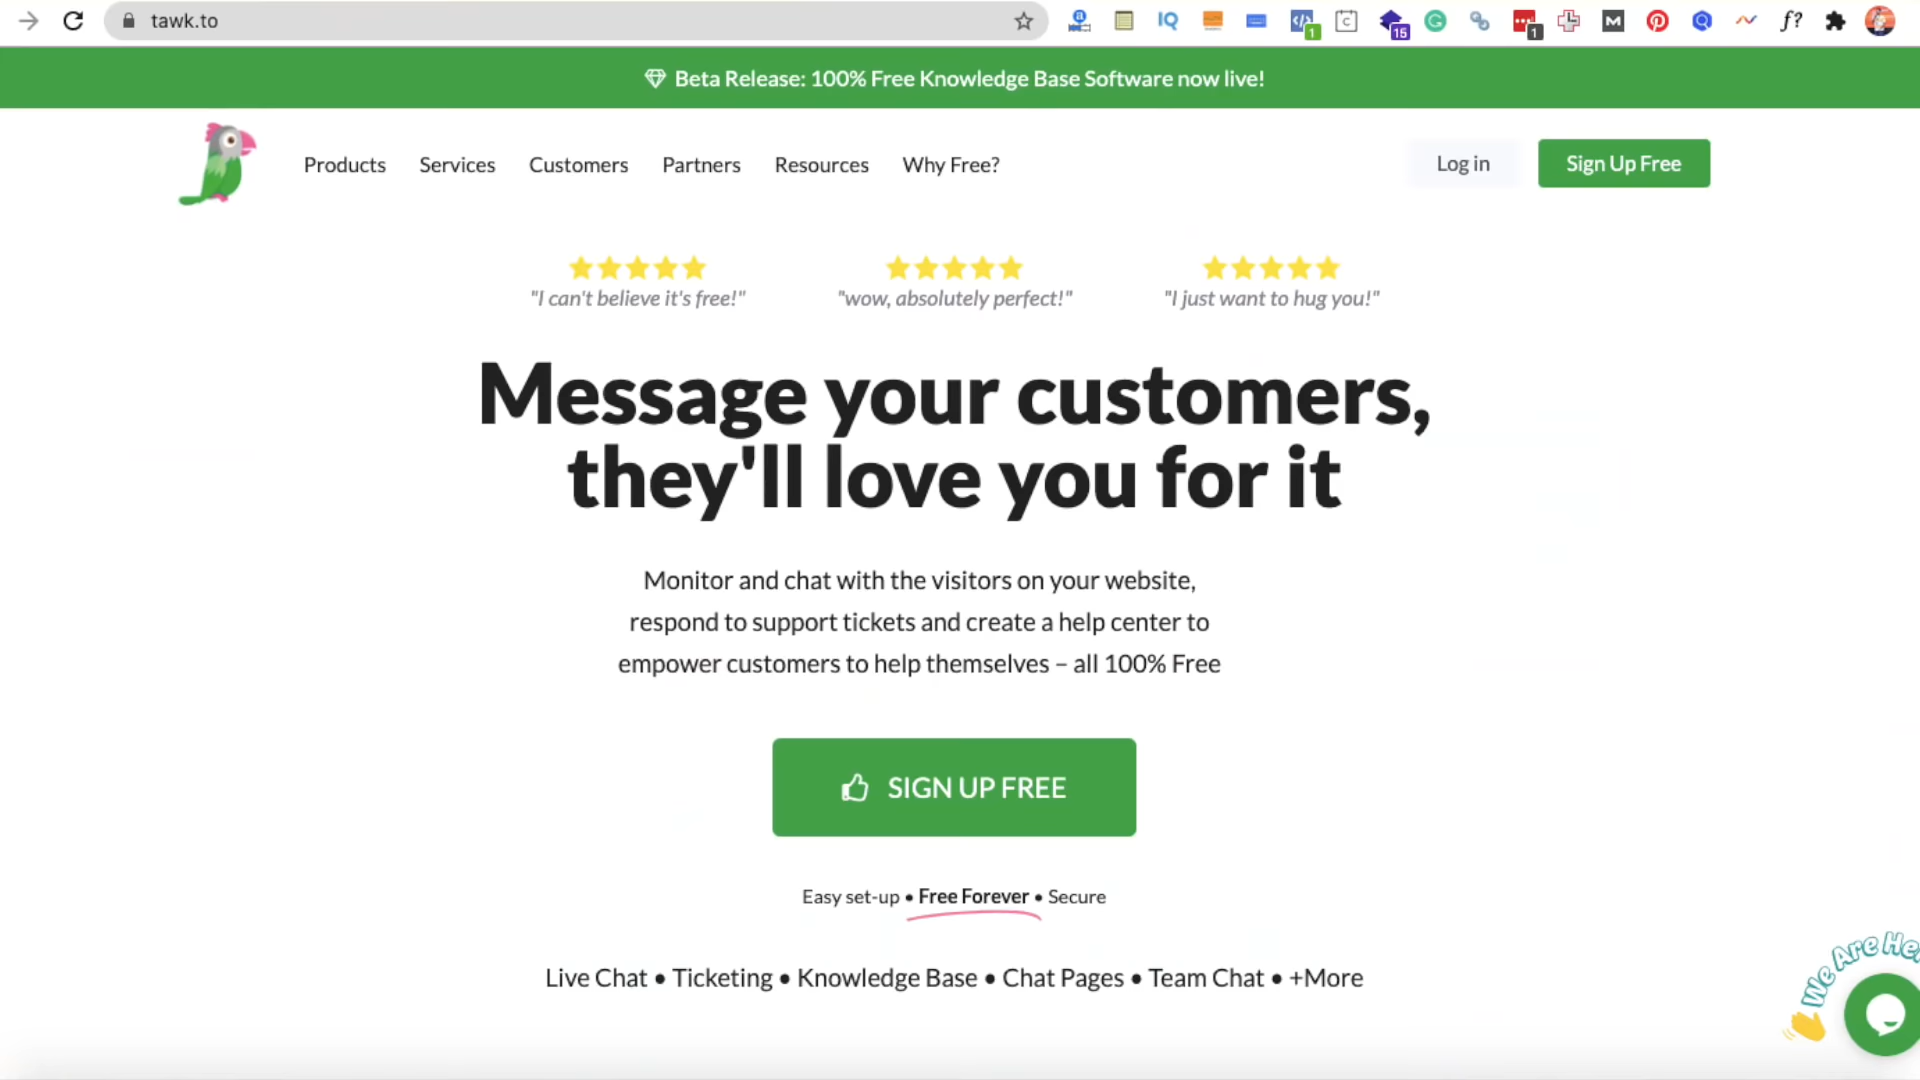 tawk.to
IQ
1
C
15
G
1
M
f?
Beta Release: 100% Free Knowledge Base Software now live!
Products
Services
Customers
Partners
Resources
Why Free?
Log in
Sign Up Free
"I can't believe it's free!"
"wow, absolutely perfect!"
"I just want to hug you!"
Message your customers,
they'll love you for it
Monitor and chat with the visitors on your website,
respond to support tickets and create a help center to
empower customers to help themselves – all 100% Free
SIGN UP FREE
Easy set-up • Free Forever • Secure
Live Chat • Ticketing • Knowledge Base • Chat Pages • Team Chat • +More
We Are He